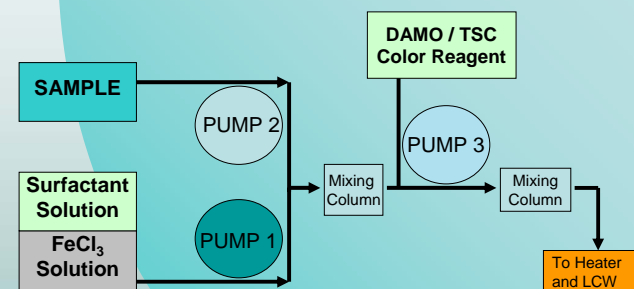 DAMO / TSC
Color Reagent
SAMPLE
PUMP 2
PUMP 3
Surfactant
Solution
Mixing
Column
Mixing
Column
PUMP 1
FeCl₃
Solution
To Heater
and LCW